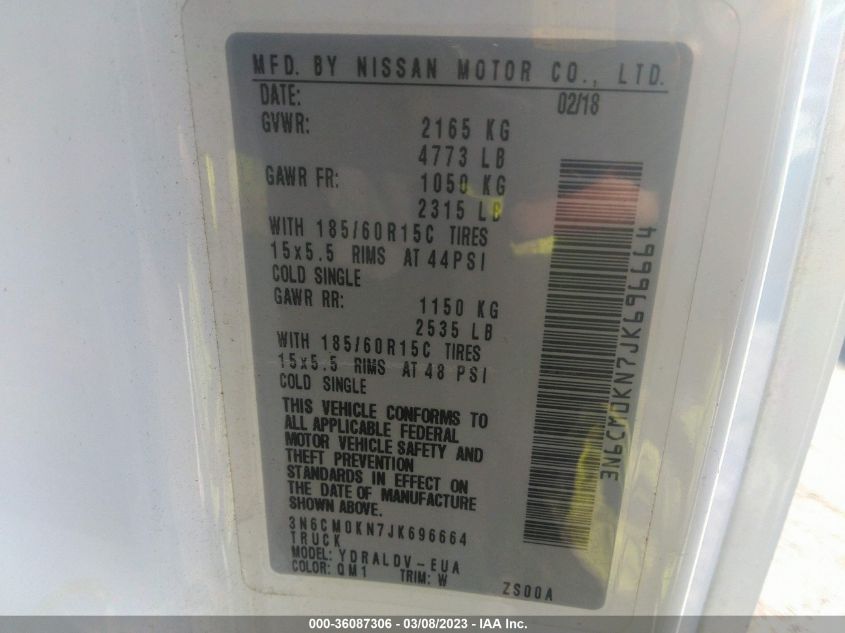 MFD. BY NISSAN MOTOR CO., LTD.
DATE: 02/18
GVWR: 2165 KG
4773 LB
GAWR FR: 1050 KG
2315 LB
WITH 185/60R15C TIRES
15x5.5 RIMS AT 44PSI
COLD SINGLE
GAWR RR: 1150 KG
2535 LB
WITH 185/60R15C TIRES
15x5.5 RIMS AT 48 PSI
COLD SINGLE
THIS VEHICLE CONFORMS TO
ALL APPLICABLE FEDERAL
MOTOR VEHICLE SAFETY AND
THEFT PREVENTION
STANDARDS IN EFFECT ON
THE DATE OF MANUFACTURE
SHOWN ABOVE.
3N6CM0KN7JK696664
TRUCK
MODEL: YDRALDV-EUA
COLOR: QM1 TRIM: W
ZS00A
3N6CM0KN7JK696664
000-36087306 - 03/08/2023 - IAA Inc.